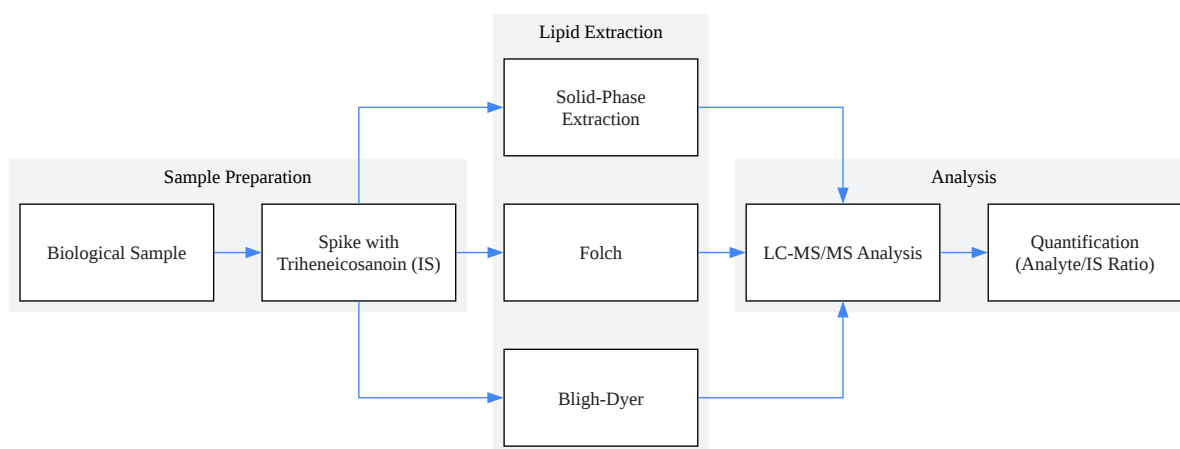 Lipid Extraction
Solid-Phase
Extraction
Sample Preparation
Analysis
Biological Sample
Spike with
Triheneicosanoin (IS)
Folch
LC-MS/MS Analysis
Quantification
(Analyte/IS Ratio)
Bligh-Dyer